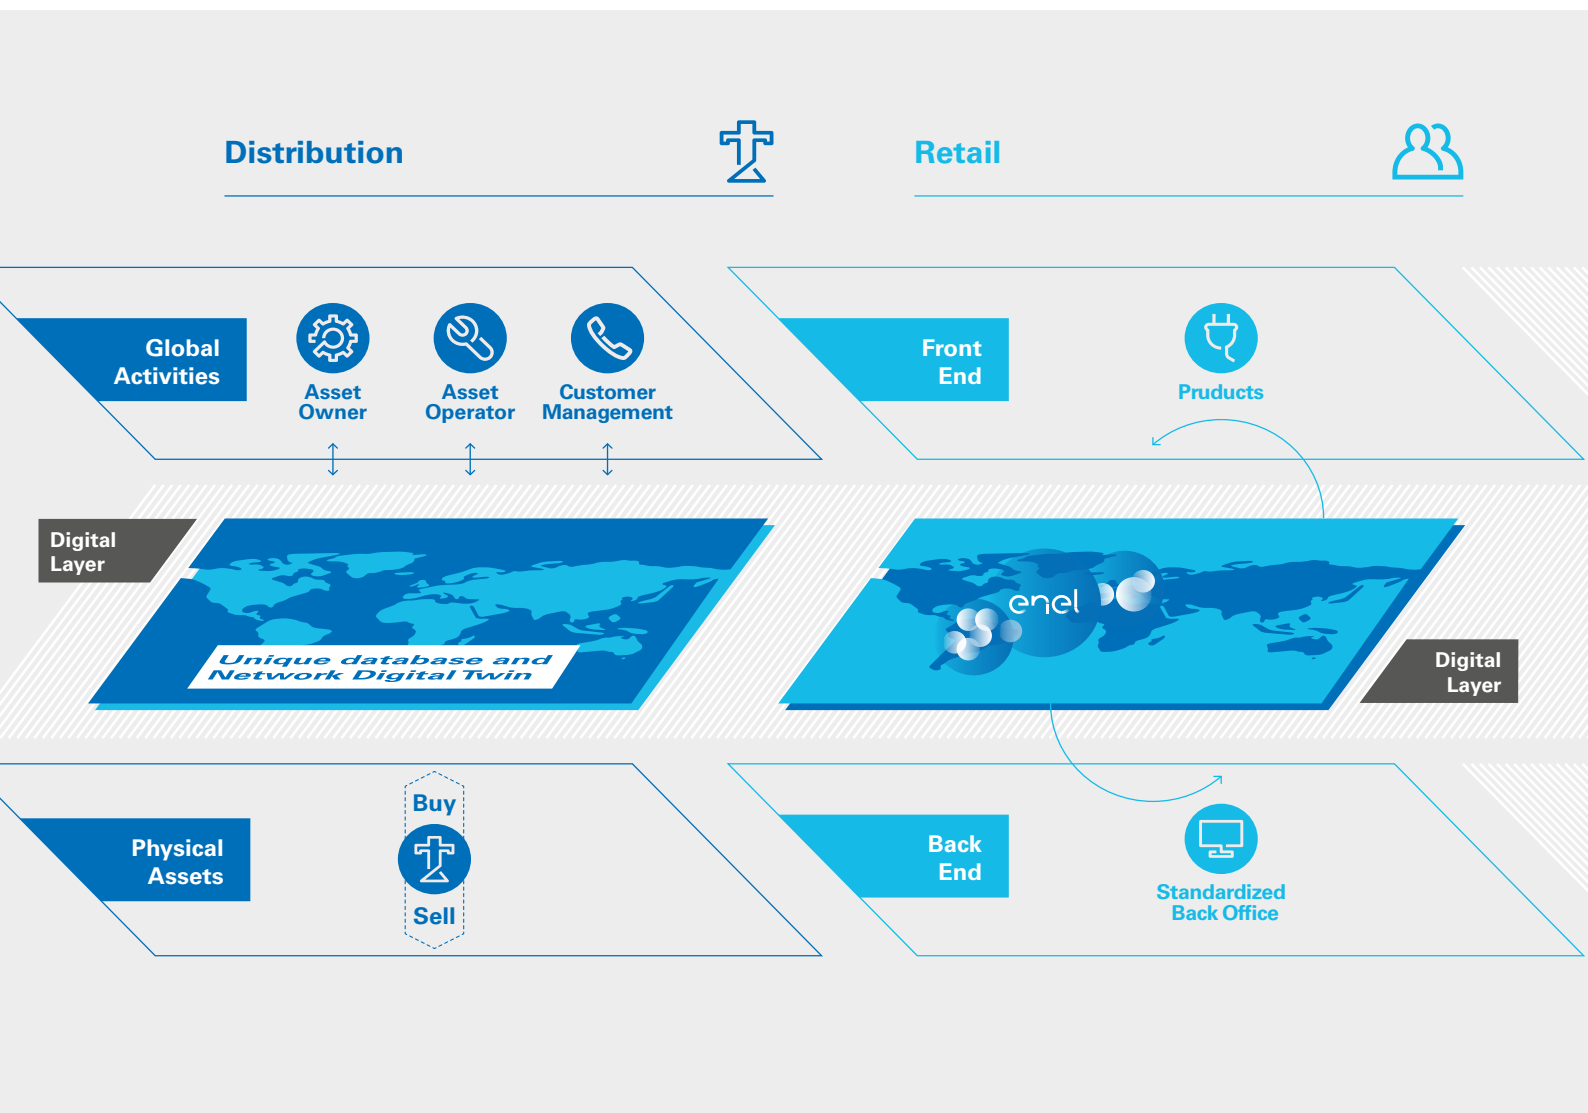 Distribution
Retail
Global
Activities
Asset
Owner
Asset
Operator
Customer
Management
Front
End
Pruducts
Digital
Layer
Unique database and
Network Digital Twin
enel
Digital
Layer
Physical
Assets
Buy
Sell
Back
End
Standardized
Back Office